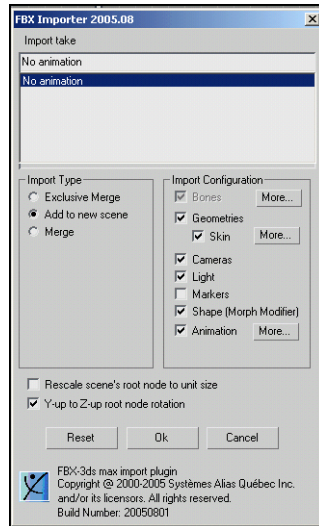 FBX Importer 2005.08
Import take
No animation
No animation
Import Type
Exclusive Merge
Add to new scene
Merge
Import Configuration
Bones More...
Geometries
Skin More...
Cameras
Light
Markers
Shape (Morph Modifier)
Animation More...
Rescale scene's root node to unit size
Y-up to Z-up root node rotation
Reset Ok Cancel
FBX-3ds max import plugin
Copyright @ 2000-2005 Systèmes Alias Québec Inc.
and/or its licensors. All rights reserved.
Build Number: 20050801